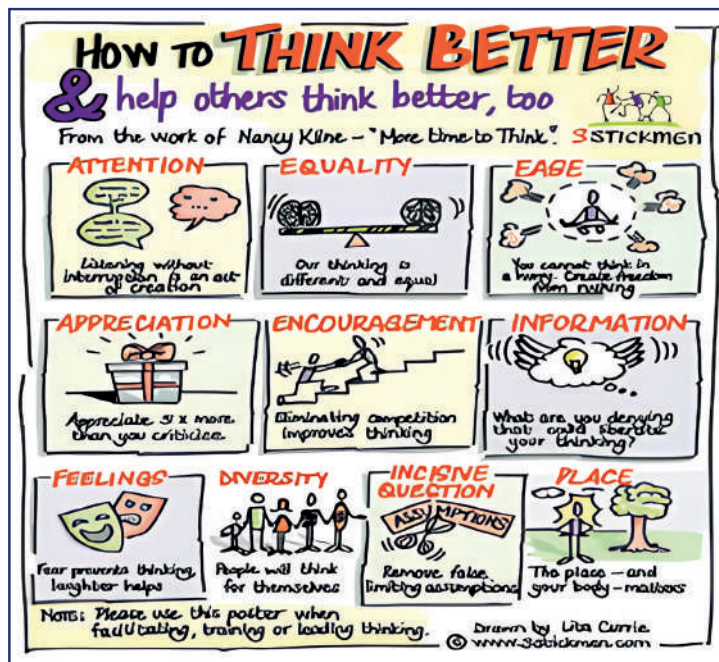 HOW TO THINK BETTER
& help others think better, too
From the work of Nancy Kline - "More time to Think".
3STICKMEN
ATTENTION
Listening without
interruption is an act
of creation
EQUALITY
Our thinking is
different and equal
EASE
You cannot think in
a hurry. Create freedom
from rushing
APPRECIATION
Appreciate 5x more
than you criticise
ENCOURAGEMENT
Eliminating competition
improves thinking
INFORMATION
What are you denying
that could liberate
your thinking?
FEELINGS
Fear prevents thinking,
laughter helps
DIVERSITY
People will think
for themselves
INCISIVE
QUESTION
ASSUMPTIONS
Remove false
limiting assumptions
PLACE
The place - and
your body - matters
NOTE: Please use this poster when
facilitating, training or leading thinking.
Drawn by Lita Currie
© www.3stickmen.com